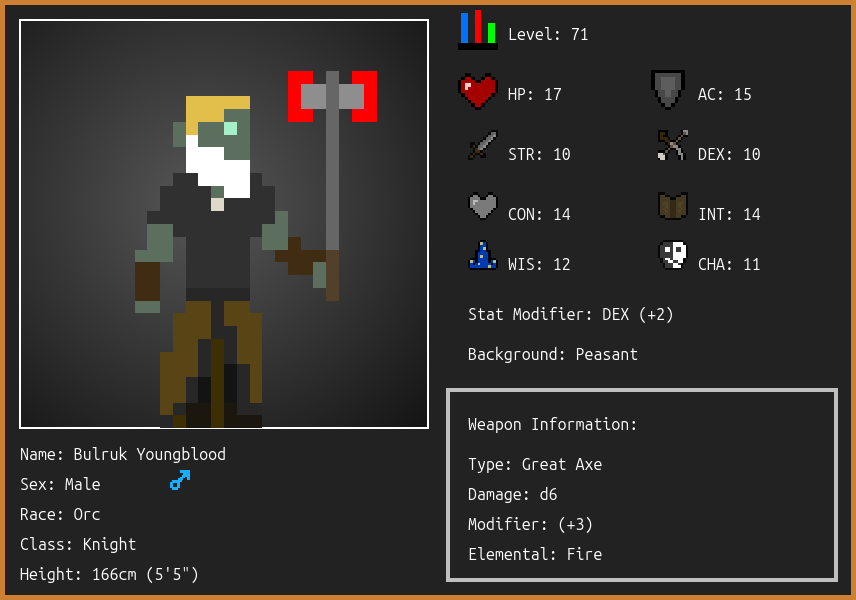 Level: 71
HP: 17
AC: 15
STR: 10
DEX: 10
CON: 14
INT: 14
WIS: 12
CHA: 11
Stat Modifier: DEX (+2)
Background: Peasant
Weapon Information:
Type: Great Axe
Damage: d6
Modifier: (+3)
Elemental: Fire
Name: Bulruk Youngblood
Sex: Male
Race: Orc
Class: Knight
Height: 166cm (5'5")